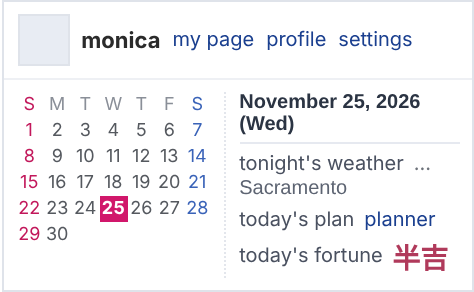 monica my page profile settings
S M T W T F S
1 2 3 4 5 6 7
8 9 10 11 12 13 14
15 16 17 18 19 20 21
22 23 24 25 26 27 28
29 30
November 25, 2026
(Wed)
tonight's weather ...
Sacramento
today's plan planner
today's fortune 半吉